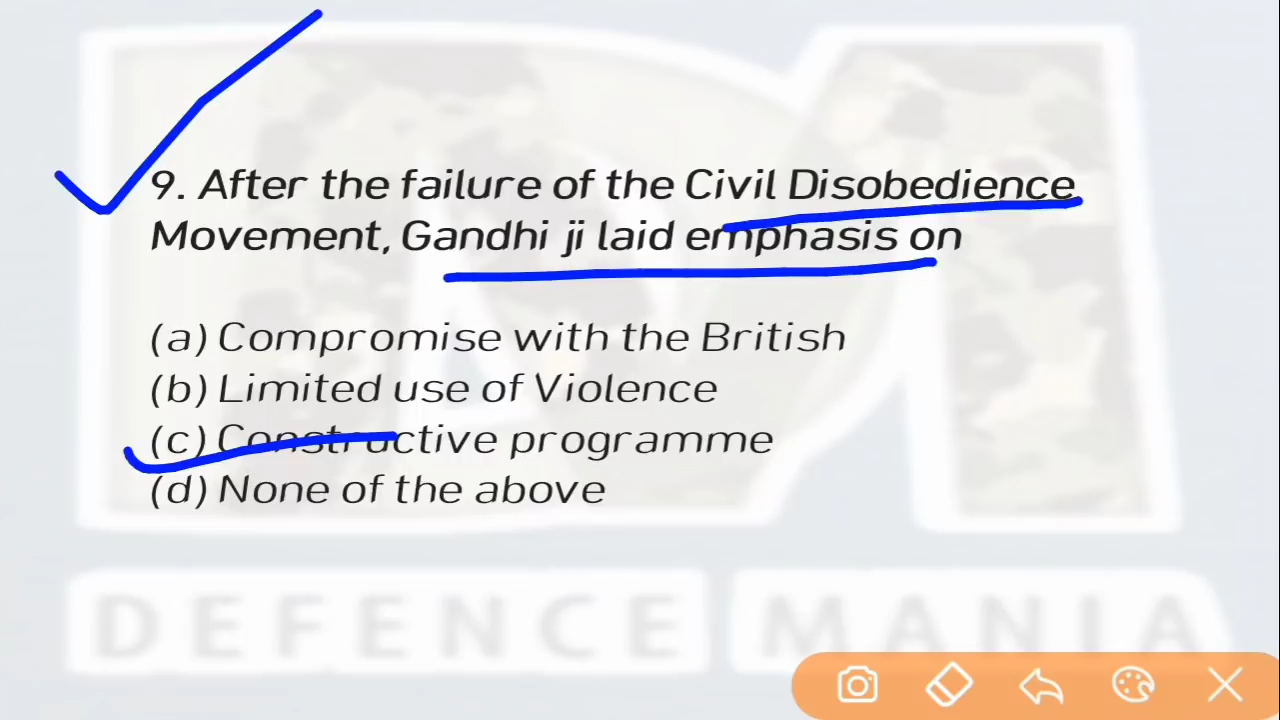 9. After the failure of the Civil Disobedience
Movement, Gandhi ji laid emphasis on
(a) Compromise with the British
(b) Limited use of Violence
(c) Constructive programme
(d) None of the above
DEFENCE MANIA